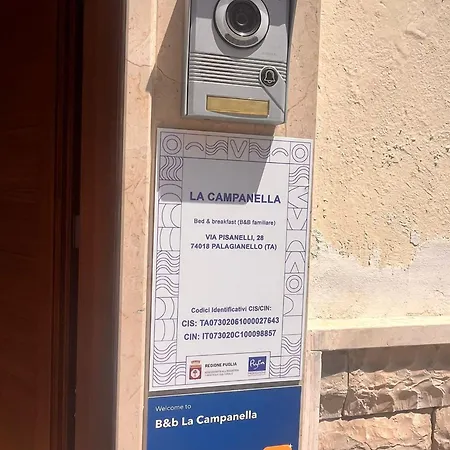 LA CAMPANELLA
Bed & breakfast (B&B familiare)
VIA PISANELLI, 28
74018 PALAGIANELLO (TA)
Codici Identificativi CIS/CIN:
CIS: TA07302061000027643
CIN: IT073020C100098857
REGIONE PUGLIA
Welcome to
B&b La Campanella